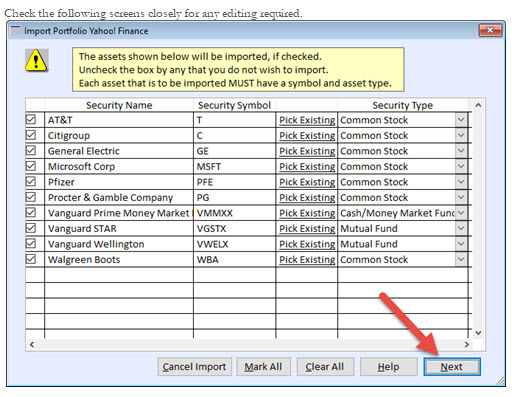 Check the following screens closely for any editing required.
Import Portfolio Yahoo! Finance
The assets shown below will be imported, if checked.
Uncheck the box by any that you do not wish to import.
Each asset that is to be imported MUST have a symbol and asset type.
Security Name Security Symbol Security Type
AT&T T Pick Existing Common Stock
Citigroup C Pick Existing Common Stock
General Electric GE Pick Existing Common Stock
Microsoft Corp MSFT Pick Existing Common Stock
Pfizer PFE Pick Existing Common Stock
Procter & Gamble Company PG Pick Existing Common Stock
Vanguard Prime Money Market VMMXX Pick Existing Cash/Money Market Fund
Vanguard STAR VGSTX Pick Existing Mutual Fund
Vanguard Wellington VWELX Pick Existing Mutual Fund
Walgreen Boots WBA Pick Existing Common Stock
Cancel Import Mark All Clear All Help Next